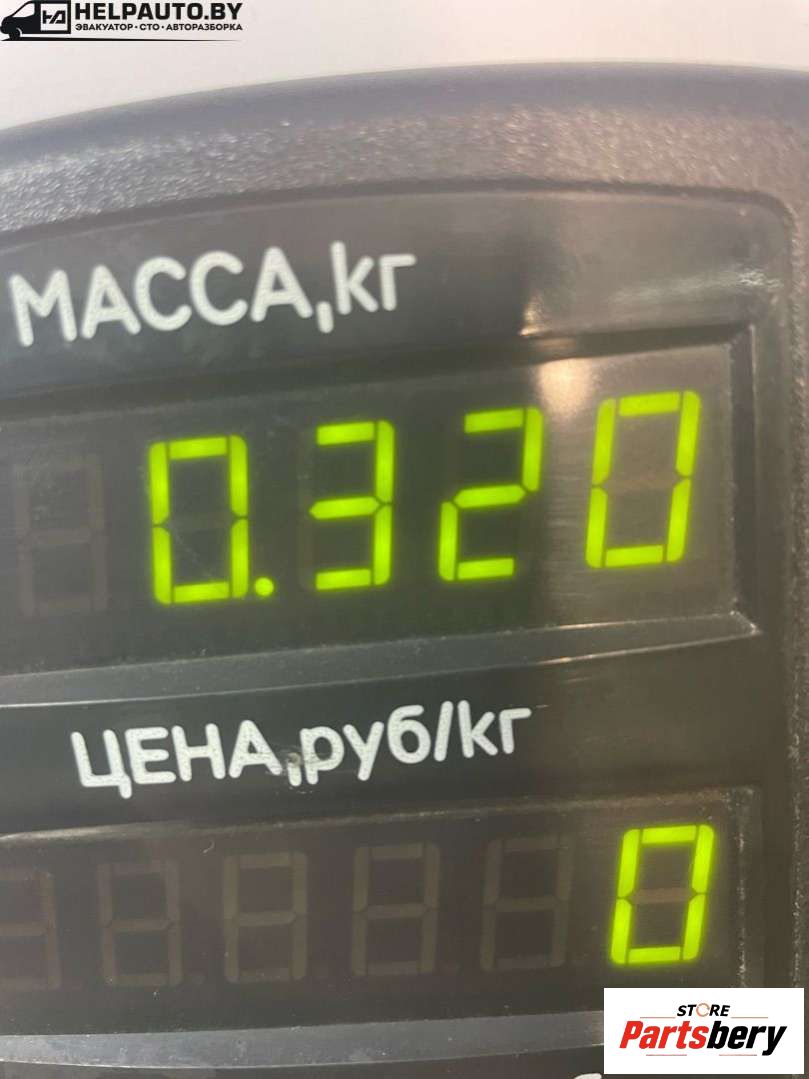 HELPAUTO.BY
ЭВАКУАТОР • СТО • АВТОРАЗБОРКА
МАССА,кг
0.320
ЦЕНА,руб/кг
0
STORE
Partsbery